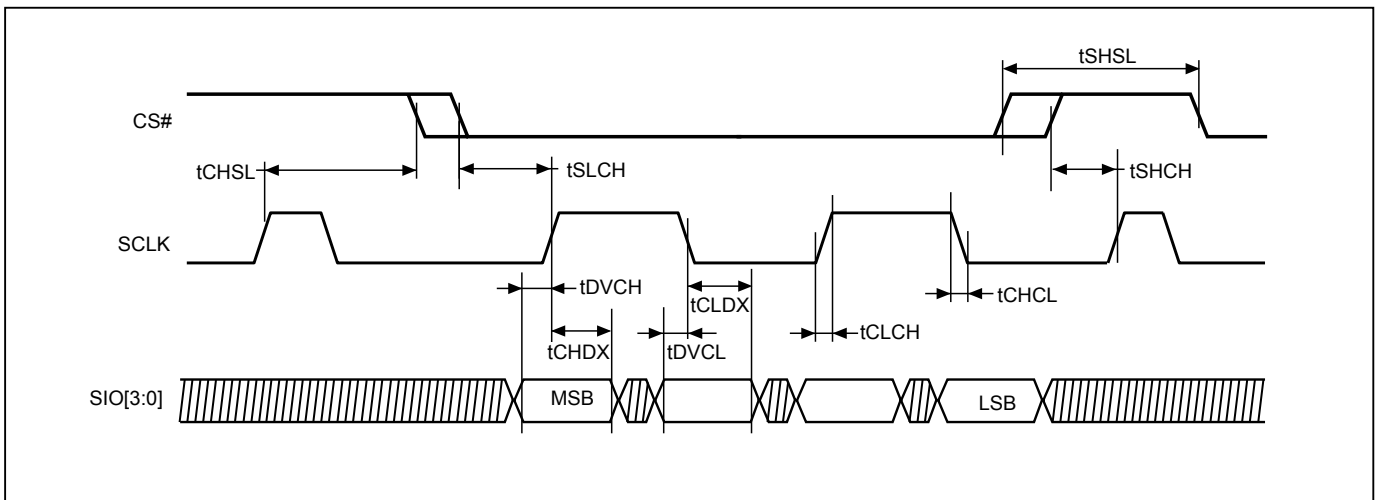 tSHSL
CS#
tCHSL
tSLCH
tSHCH
SCLK
tDVCH
tCLDX
tCHCL
tCHDX
tDVCL
tCLCH
SIO[3:0]
MSB
LSB